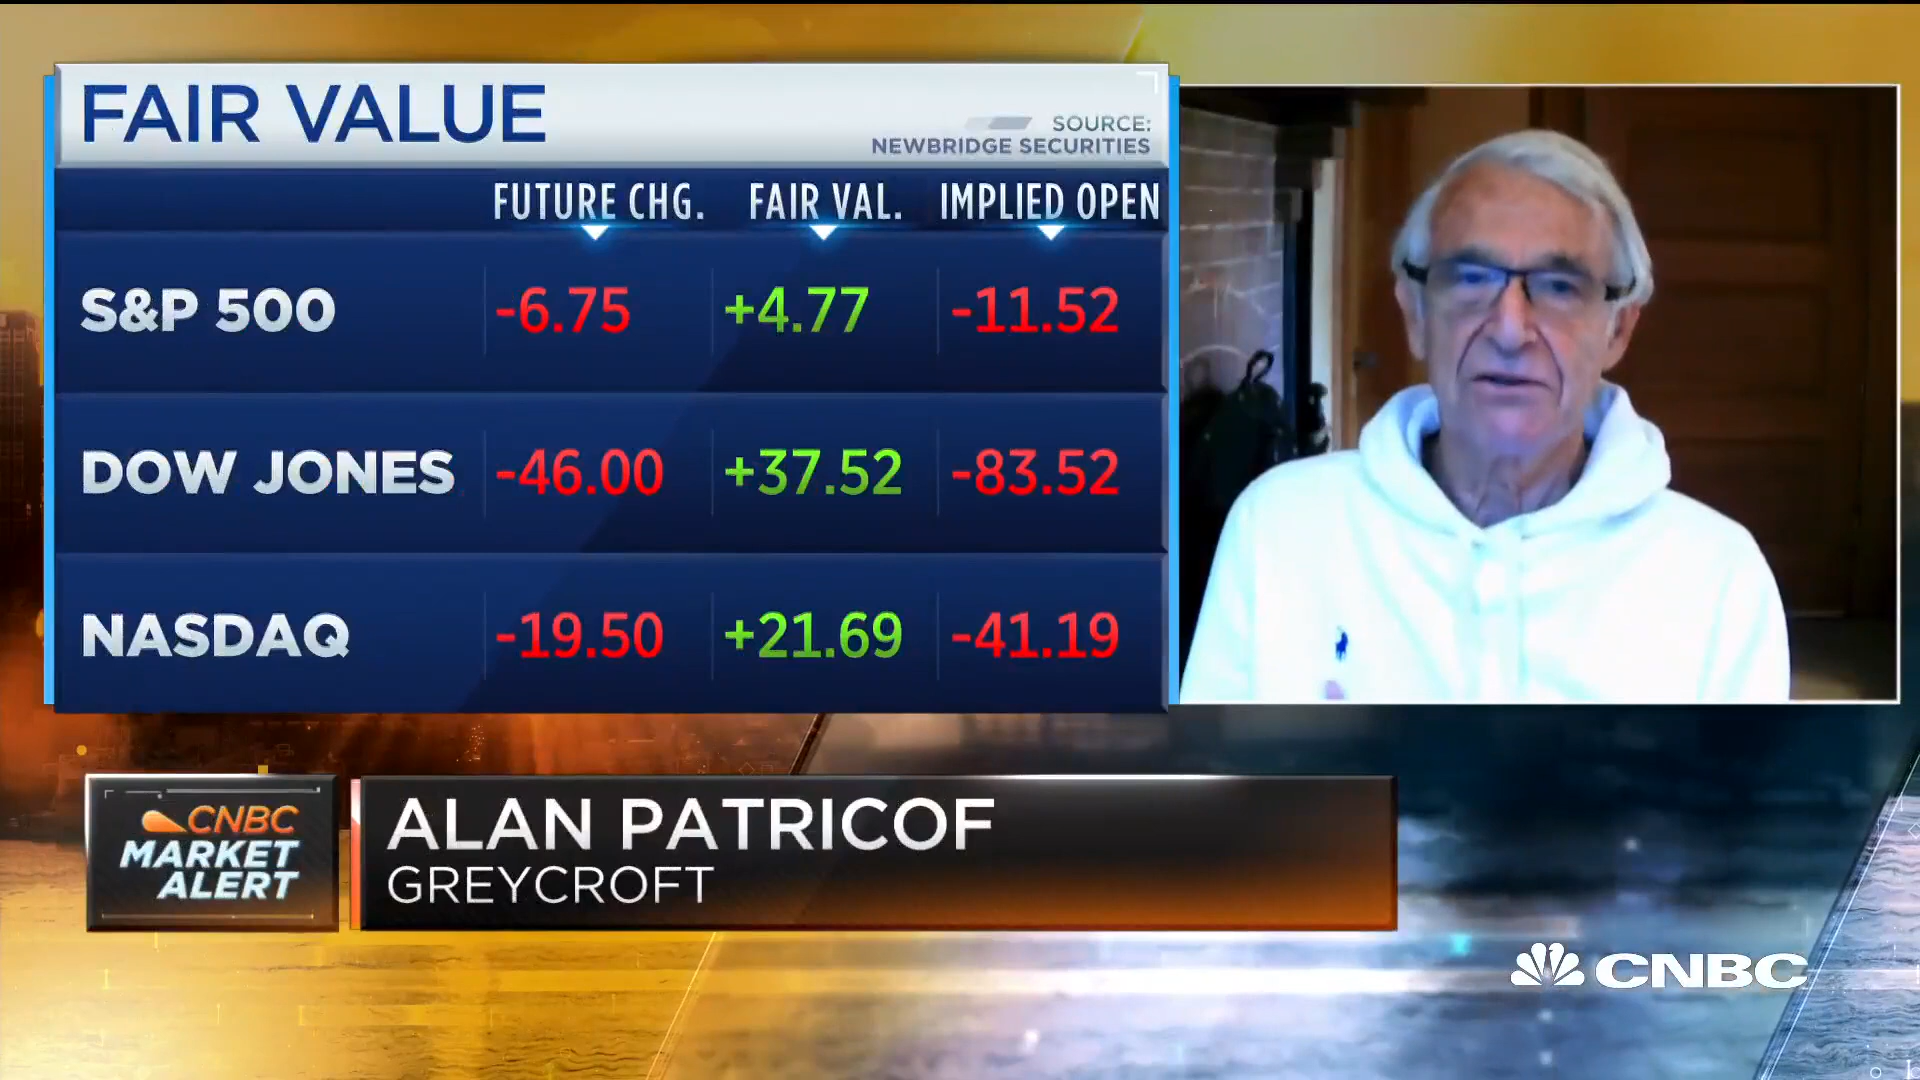 FAIR VALUE
SOURCE:
NEWBRIDGE SECURITIES
FUTURE CHG. FAIR VAL. IMPLIED OPEN
S&P 500 -6.75 +4.77 -11.52
DOW JONES -46.00 +37.52 -83.52
NASDAQ -19.50 +21.69 -41.19
CNBC
MARKET
ALERT
ALAN PATRICOF
GREYCROFT
CNBC